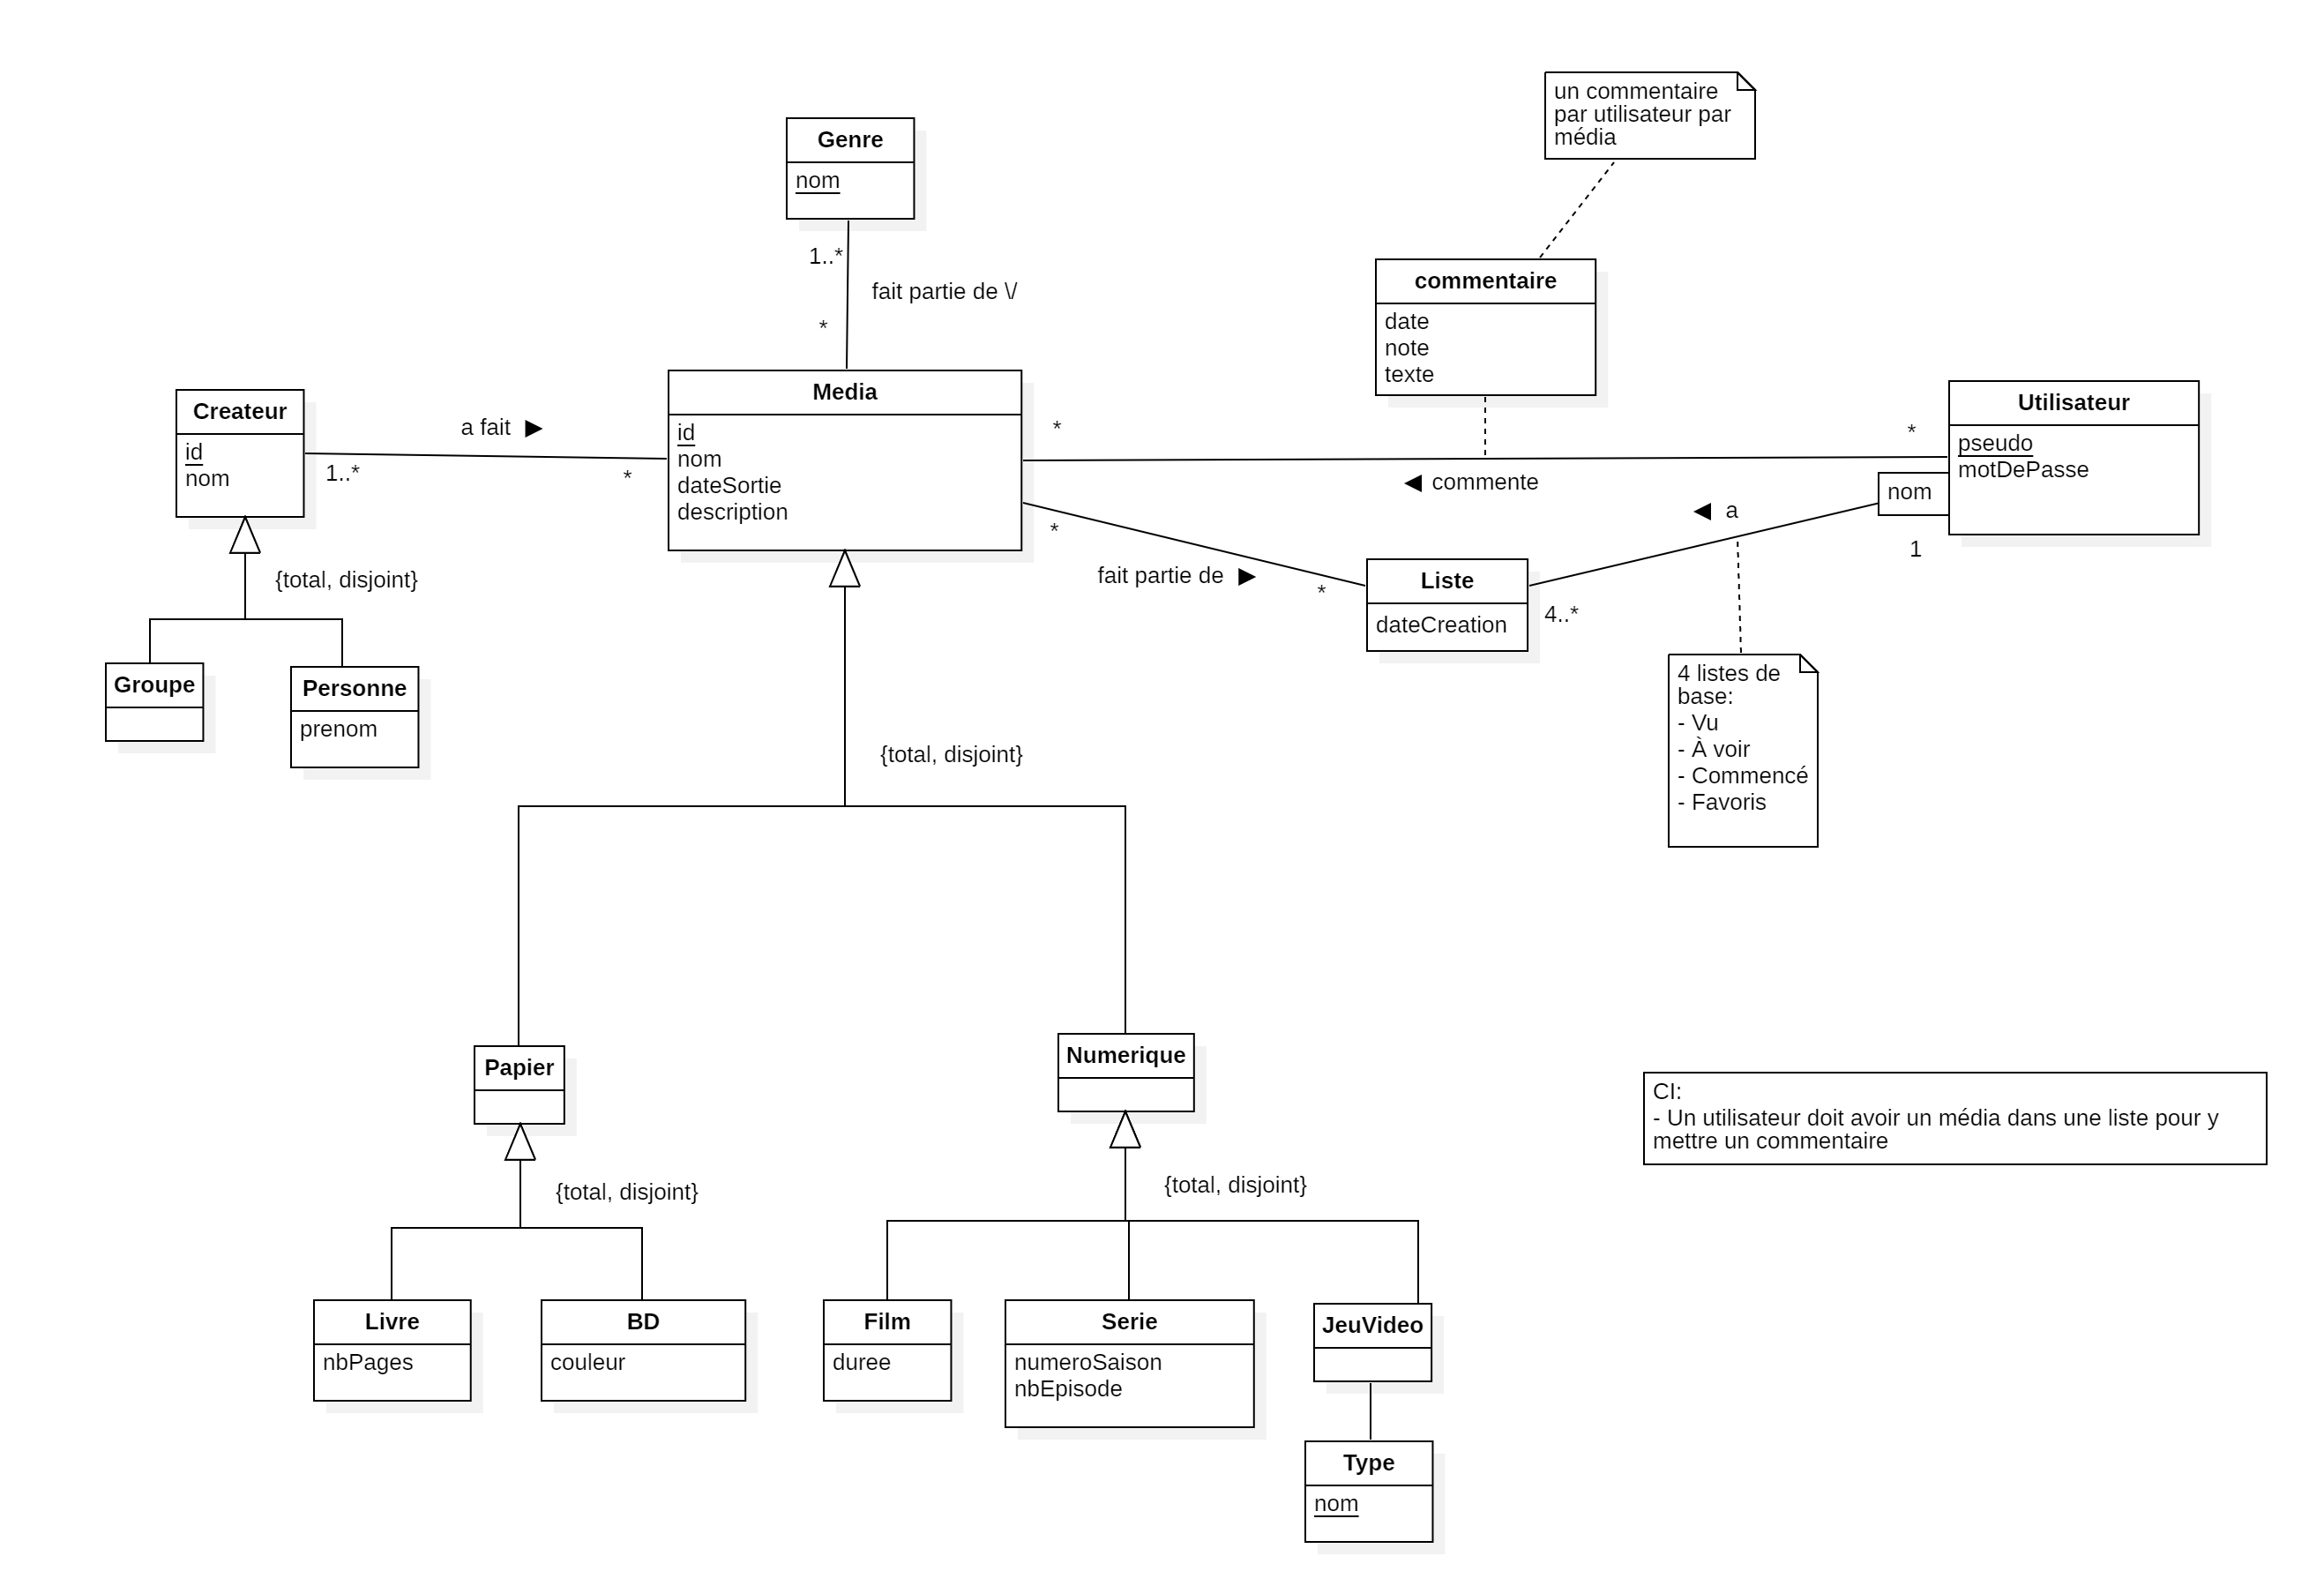 un commentaire
par utilisateur par
média
Genre
nom
1..*
fait partie de \/
*
commentaire
date
note
texte
Createur
id
nom
a fait ▶
1..*
*
Media
id
nom
dateSortie
description
*
*
◀ commente
Utilisateur
pseudo
motDePasse
nom
◀ a
1
*
fait partie de ▶
*
Liste
dateCreation
4..*
{total, disjoint}
Groupe
Personne
prenom
4 listes de
base:
- Vu
- À voir
- Commencé
- Favoris
{total, disjoint}
Papier
Numerique
CI:
- Un utilisateur doit avoir un média dans une liste pour y
mettre un commentaire
{total, disjoint}
{total, disjoint}
Livre
nbPages
BD
couleur
Film
duree
Serie
numeroSaison
nbEpisode
JeuVideo
Type
nom